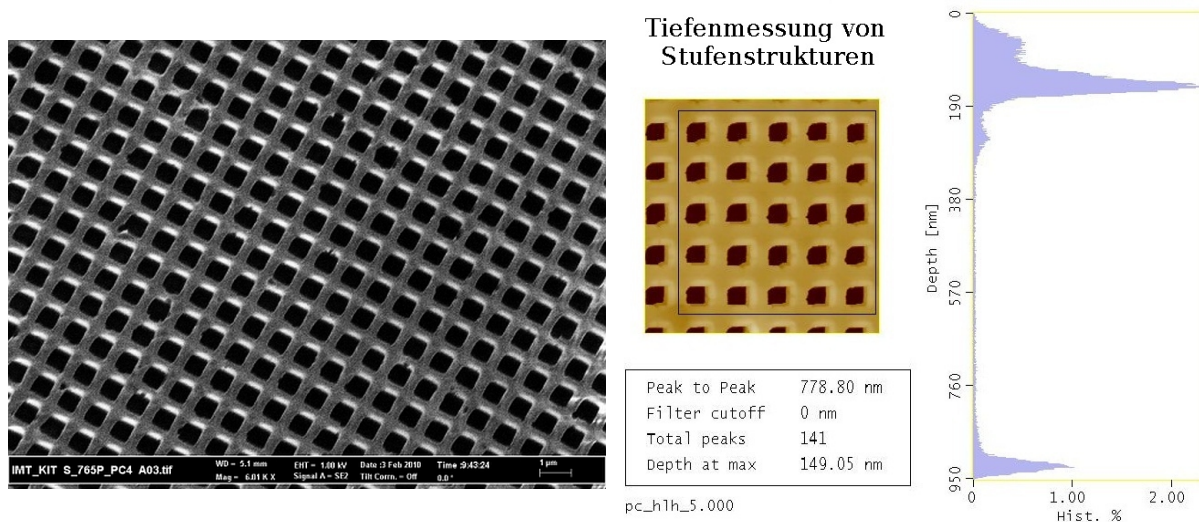 IMT_KIT S_765P_PC4 A03.tif
WD = 5.1 mm
Mag = 6.01 K X
EHT = 1.00 kV
Signal A = SE2
Date :3 Feb 2010
Tilt Corrn. = Off
Time :9:43:24
0.0 °
1 µm
Tiefenmessung von
Stufenstrukturen
Peak to Peak 778.80 nm
Filter cutoff 0 nm
Total peaks 141
Depth at max 149.05 nm
pc_hlh_5.000
0
190
380
570
760
950
Depth [nm]
0 1.00 2.00
Hist. %